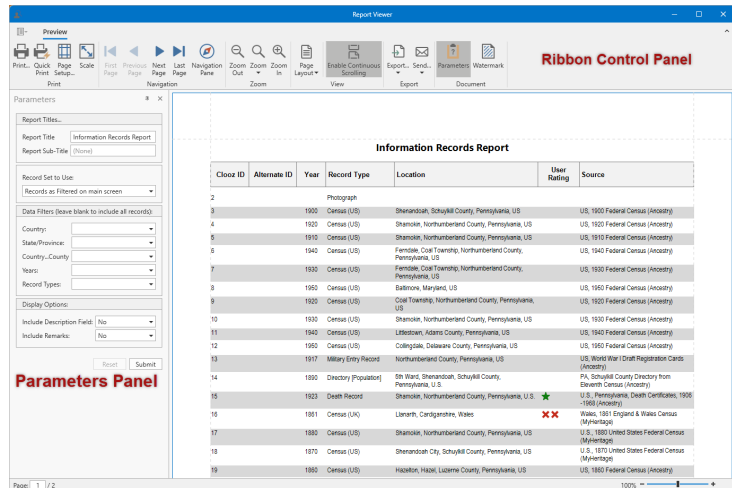 Report Viewer
Preview
Print... Quick Print Page Setup... Scale First Page Previous Page Next Page Last Page Navigation Pane Zoom Out Zoom Zoom In Page Layout Enable Continuous Scrolling Export... Send... Parameters Watermark
Print Navigation Zoom View Export Document
Ribbon Control Panel
Parameters
Report Titles...
Report Title Information Records Report
Report Sub-Title (None)
Record Set to Use:
Records as Filtered on main screen
Data Filters (leave blank to include all records):
Country:
State/Province:
Country...County
Years:
Record Types:
Display Options:
Include Description Field: No
Include Remarks: No
Reset Submit
Parameters Panel
Information Records Report
Clooz ID Alternate ID Year Record Type Location User Rating Source
2 Photograph
3 1900 Census (US) Shenandoah, Schuylkill County, Pennsylvania, US US, 1900 Federal Census (Ancestry)
4 1920 Census (US) Shamokin, Northumberland County, Pennsylvania, US US, 1920 Federal Census (Ancestry)
5 1910 Census (US) Shamokin, Northumberland County, Pennsylvania, US US, 1910 Federal Census (Ancestry)
6 1940 Census (US) Ferndale, Coal Township, Northumberland County, US, 1940 Federal Census (Ancestry)
Pennsylvania, US
7 1930 Census (US) Ferndale, Coal Township, Northumberland County, US, 1930 Federal Census (Ancestry)
Pennsylvania, US
8 1950 Census (US) Baltimore, Maryland, US US, 1950 Federal Census (Ancestry)
9 1920 Census (US) Coal Township, Northumberland County, Pennsylvania, US, 1920 Federal Census (Ancestry)
US
10 1930 Census (US) Shamokin, Northumberland County, Pennsylvania, US US, 1930 Federal Census (Ancestry)
11 1940 Census (US) Littlestown, Adams County, Pennsylvania, US US, 1940 Federal Census (Ancestry)
12 1950 Census (US) Collingdale, Delaware County, Pennsylvania, US US, 1950 Federal Census (Ancestry)
13 1917 Military Entry Record Northumberland County, Pennsylvania, US US, World War I Draft Registration Cards
(Ancestry)
14 1890 Directory [Population] 5th Ward, Shenandoah, Schuylkill County, PA, Schuylkill County Directory from
Pennsylvania, U.S. Eleventh Census (Ancestry)
15 1923 Death Record Shamokin, Northumberland County, Pennsylvania, U.S. U.S., Pennsylvania, Death Certificates, 1906
-1968 (Ancestry)
16 1861 Census (UK) Llanarth, Cardiganshire, Wales Wales, 1861 England & Wales Census
(MyHeritage)
17 1880 Census (US) Shamokin, Northumberland County, Pennsylvania, US U.S., 1880 United States Federal Census
(MyHeritage)
18 1870 Census (US) Shenandoah City, Schuylkill County, Pennsylvania, US U.S., 1870 United States Federal Census
(MyHeritage)
19 1860 Census (US) Hazelton, Hazel, Luzerne County, Pennsylvania, US US, 1860 Federal Census (Ancestry)
Page: 1 / 2 100%